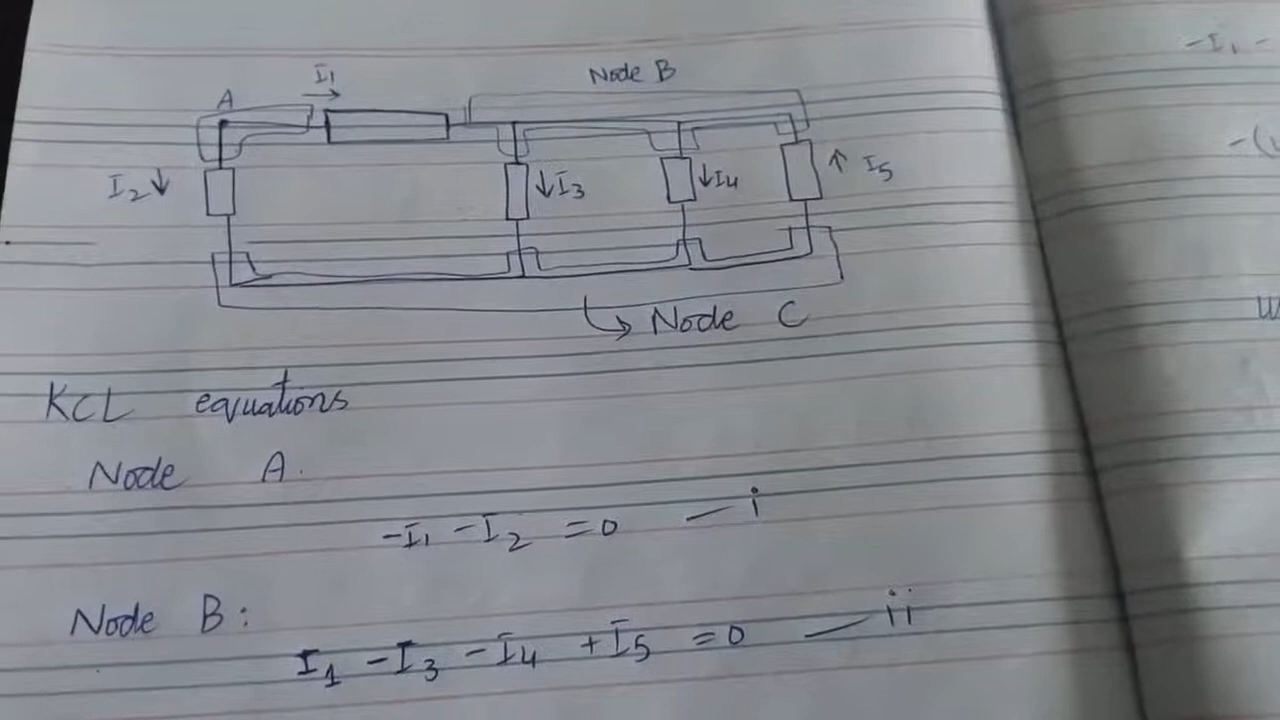 Node B
I1 →
A
I2 ↓
↓ I3
↓ I4
↑ I5
↳ Node C
KCL equations
Node A.
-I1 - I2 = 0 — i
Node B:
I1 - I3 - I4 + I5 = 0 — ii
-I1 -